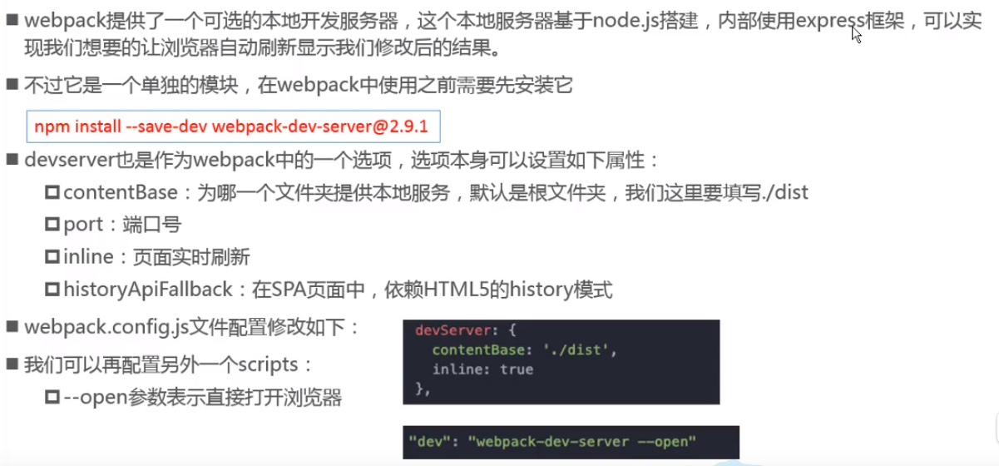 webpack提供了一个可选的本地开发服务器，这个本地服务器基于node.js搭建，内部使用express框架，可以实
现我们想要的让浏览器自动刷新显示我们修改后的结果。
不过它是一个单独的模块，在webpack中使用之前需要先安装它
npm install --save-dev webpack-dev-server@2.9.1
devserver也是作为webpack中的一个选项，选项本身可以设置如下属性：
contentBase：为哪一个文件夹提供本地服务，默认是根文件夹，我们这里要填写./dist
port：端口号
inline：页面实时刷新
historyApiFallback：在SPA页面中，依赖HTML5的history模式
webpack.config.js文件配置修改如下：
我们可以再配置另外一个scripts：
--open参数表示直接打开浏览器
devServer: {
contentBase: './dist',
inline: true
},
"dev": "webpack-dev-server --open"